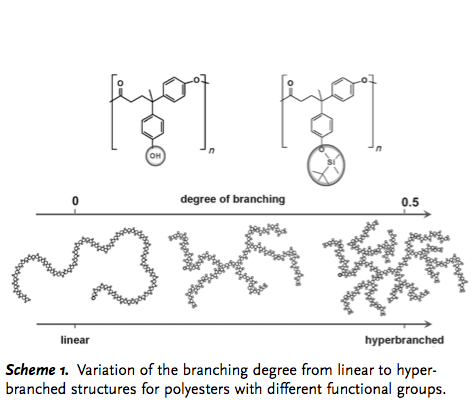 O
O
n
OH
O
O
n
O
Si
0
degree of branching
0.5
linear
hyperbranched
Scheme 1. Variation of the branching degree from linear to hyper-
branched structures for polyesters with different functional groups.